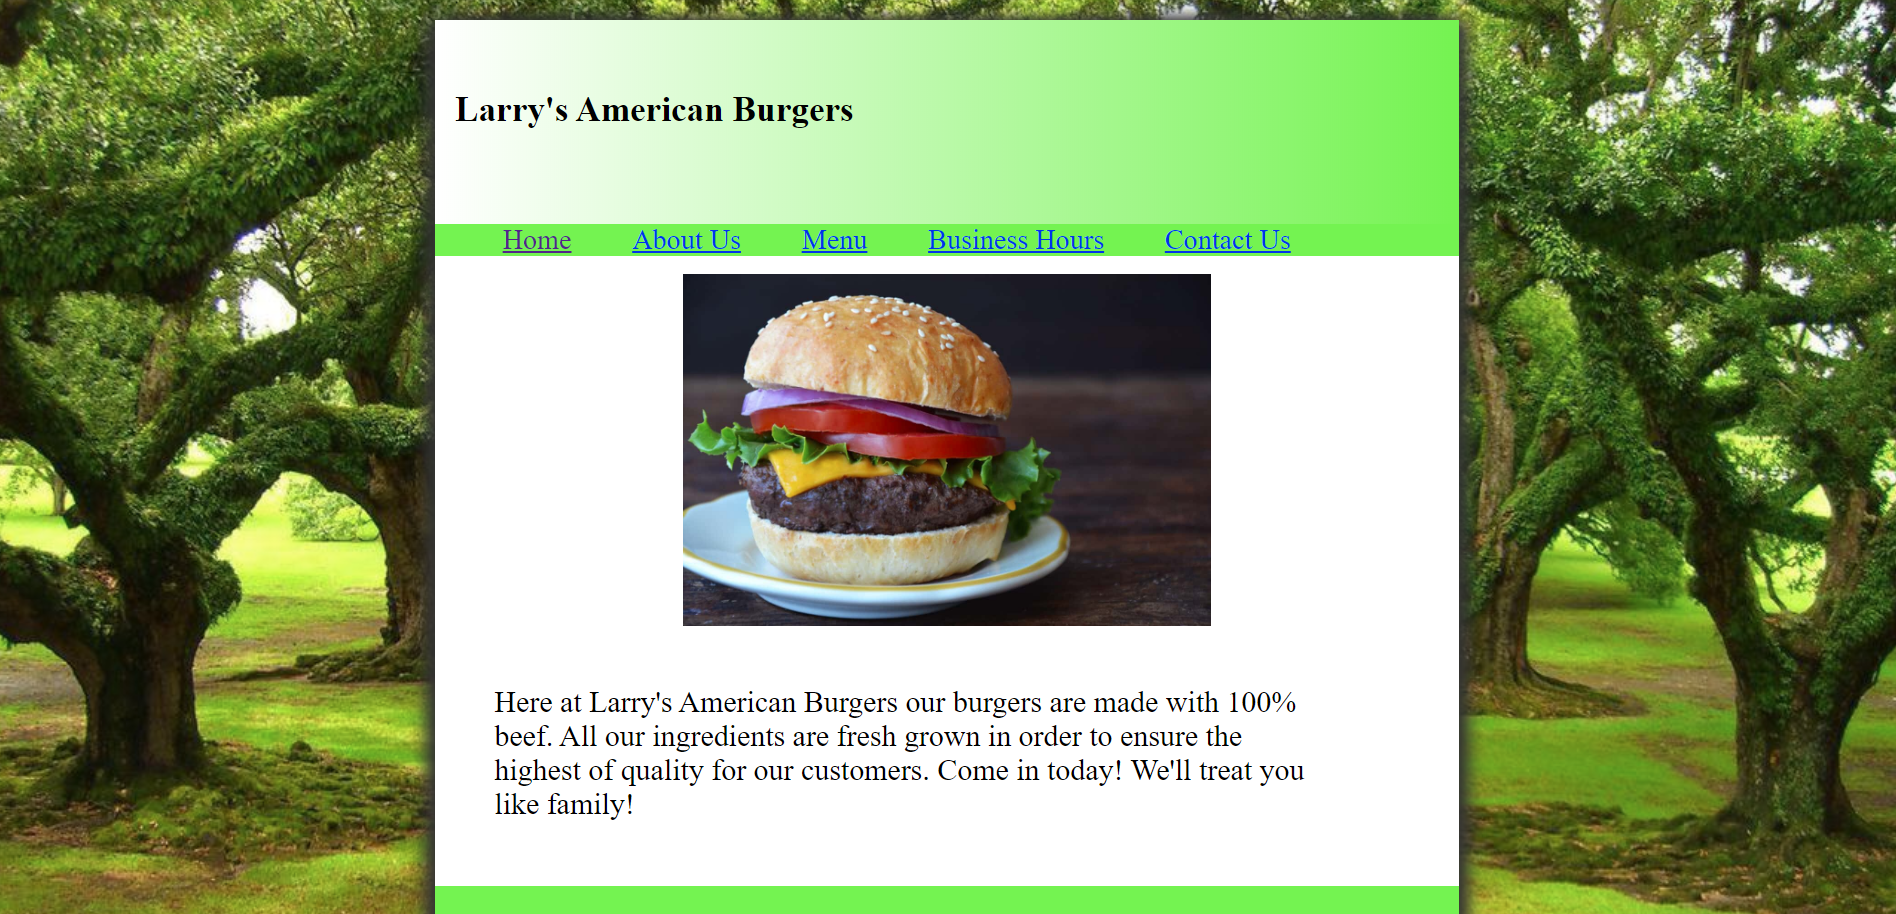 Larry's American Burgers
Home About Us Menu Business Hours Contact Us
Here at Larry's American Burgers our burgers are made with 100%
beef. All our ingredients are fresh grown in order to ensure the
highest of quality for our customers. Come in today! We'll treat you
like family!